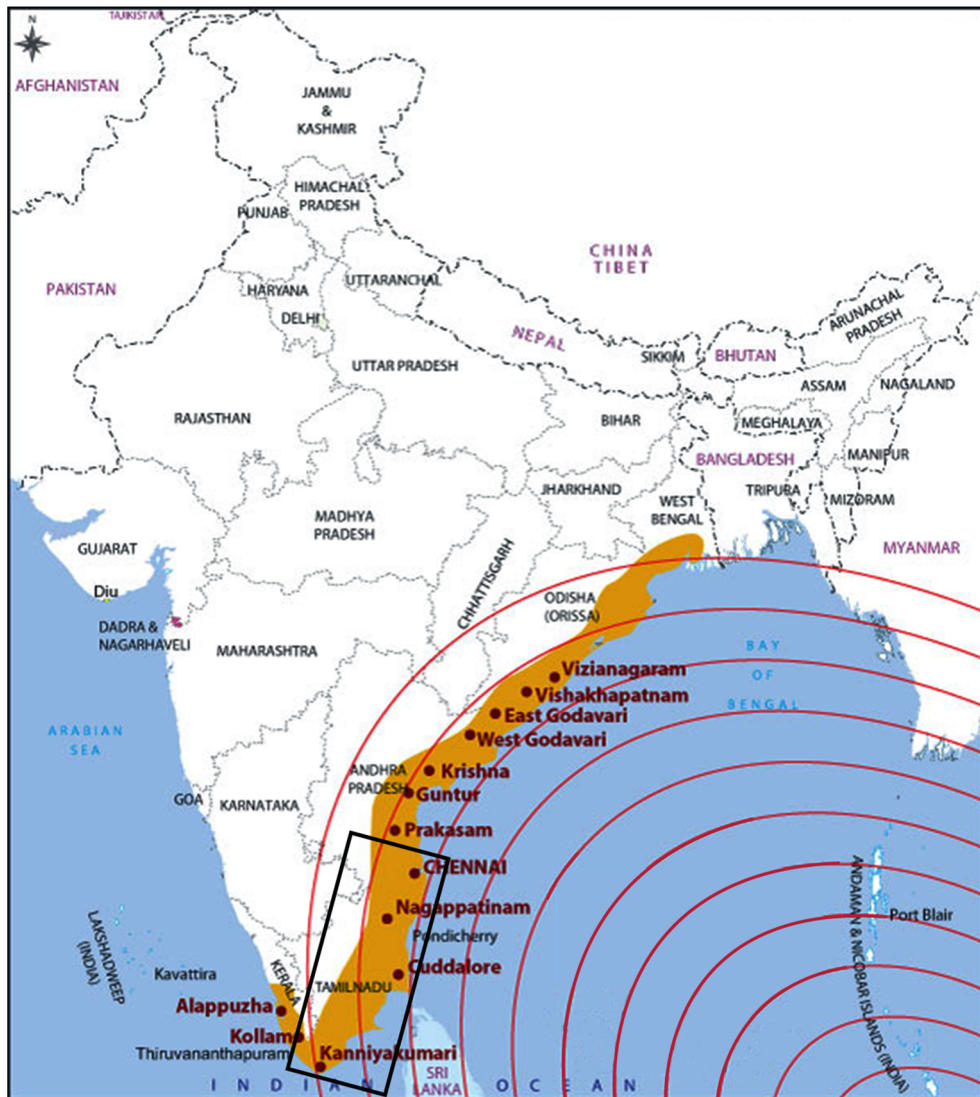 N
TAJIKISTAN
AFGHANISTAN
JAMMU
&
KASHMIR
HIMACHAL
PRADESH
PUNJAB
CHINA
TIBET
PAKISTAN
HARYANA
UTTARANCHAL
DELHI
ARUNACHAL
PRADESH
NEPAL
SIKKIM
BHUTAN
UTTAR PRADESH
ASSAM
NAGALAND
RAJASTHAN
BIHAR
MEGHALAYA
MANIPUR
BANGLADESH
JHARKHAND
WEST
BENGAL
TRIPURA
MIZORAM
MADHYA
PRADESH
GUJARAT
MYANMAR
CHHATTISGARH
Diu
ODISHA
(ORISSA)
DADRA &
NAGARHAVELI
MAHARASHTRA
BAY
OF
BENGAL
Vizianagaram
Vishakhapatnam
East Godavari
West Godavari
ARABIAN
SEA
ANDHRA
PRADESH
Krishna
Guntur
GOA
KARNATAKA
Prakasam
CHENNAI
Nagappatinam
Pondicherry
ANDAMAN & NICOBAR ISLANDS (INDIA)
Port Blair
LAKSHADWEEP
(INDIA)
Kavattira
KERALA
Cuddalore
TAMILNADU
Alappuzha
Kollam
Thiruvananthapuram
Kanniyakumari
SRI
LANKA
INDIAN OCEAN